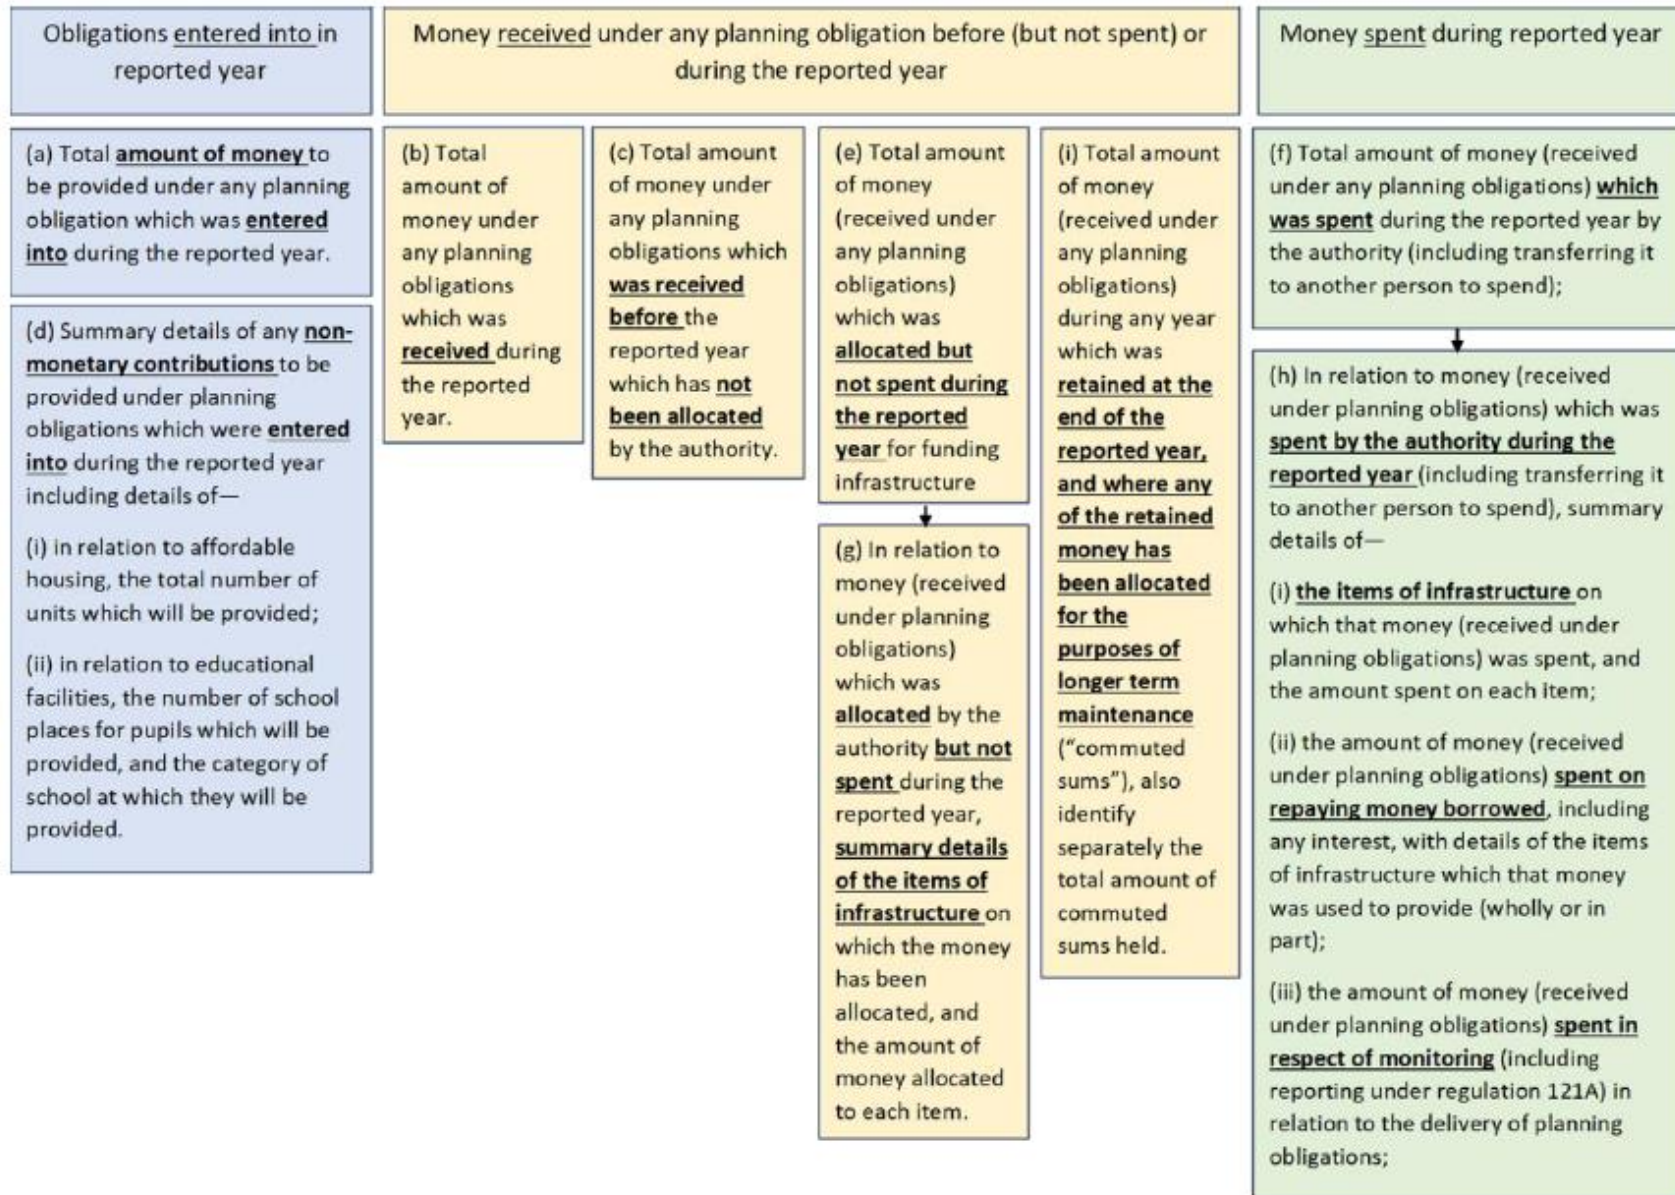 Obligations entered into in
reported year
Money received under any planning obligation before (but not spent) or
during the reported year
Money spent during reported year
(a) Total amount of money to
be provided under any planning
obligation which was entered
into during the reported year.
(d) Summary details of any non-
monetary contributions to be
provided under planning
obligations which were entered
into during the reported year
including details of—
(i) in relation to affordable
housing, the total number of
units which will be provided;
(ii) in relation to educational
facilities, the number of school
places for pupils which will be
provided, and the category of
school at which they will be
provided.
(b) Total
amount of
money under
any planning
obligations
which was
received during
the reported
year.
(c) Total amount
of money under
any planning
obligations which
was received
before the
reported year
which has not
been allocated
by the authority.
(e) Total amount
of money
(received under
any planning
obligations)
which was
allocated but
not spent during
the reported
year for funding
infrastructure
(g) In relation to
money (received
under planning
obligations)
which was
allocated by the
authority but not
spent during the
reported year,
summary details
of the items of
infrastructure on
which the money
has been
allocated, and
the amount of
money allocated
to each item.
(i) Total amount
of money
(received under
any planning
obligations)
during any year
which was
retained at the
end of the
reported year,
and where any
of the retained
money has
been allocated
for the
purposes of
longer term
maintenance
("commuted
sums"), also
identify
separately the
total amount of
commuted
sums held.
(f) Total amount of money (received
under any planning obligations) which
was spent during the reported year by
the authority (including transferring it
to another person to spend);
(h) In relation to money (received
under planning obligations) which was
spent by the authority during the
reported year (including transferring it
to another person to spend), summary
details of—
(i) the items of infrastructure on
which that money (received under
planning obligations) was spent, and
the amount spent on each item;
(ii) the amount of money (received
under planning obligations) spent on
repaying money borrowed, including
any interest, with details of the items
of infrastructure which that money
was used to provide (wholly or in
part);
(iii) the amount of money (received
under planning obligations) spent in
respect of monitoring (including
reporting under regulation 121A) in
relation to the delivery of planning
obligations;